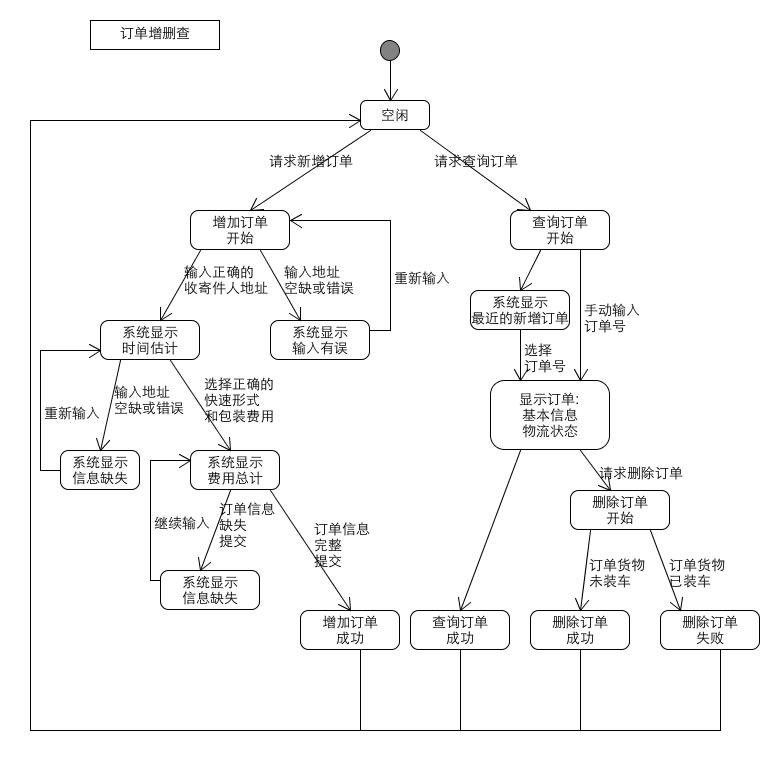 订单增删查
空闲
请求新增订单
请求查询订单
增加订单
开始
查询订单
开始
输入正确的
收寄件人地址
输入地址
空缺或错误
重新输入
系统显示
最近的新增订单
手动输入
订单号
系统显示
时间估计
系统显示
输入有误
选择
订单号
输入地址
空缺或错误
重新输入
选择正确的
快速形式
和包装费用
显示订单:
基本信息
物流状态
系统显示
信息缺失
系统显示
费用总计
请求删除订单
删除订单
开始
继续输入
订单信息
缺失
提交
订单信息
完整
提交
系统显示
信息缺失
订单货物
未装车
订单货物
已装车
增加订单
成功
查询订单
成功
删除订单
成功
删除订单
失败